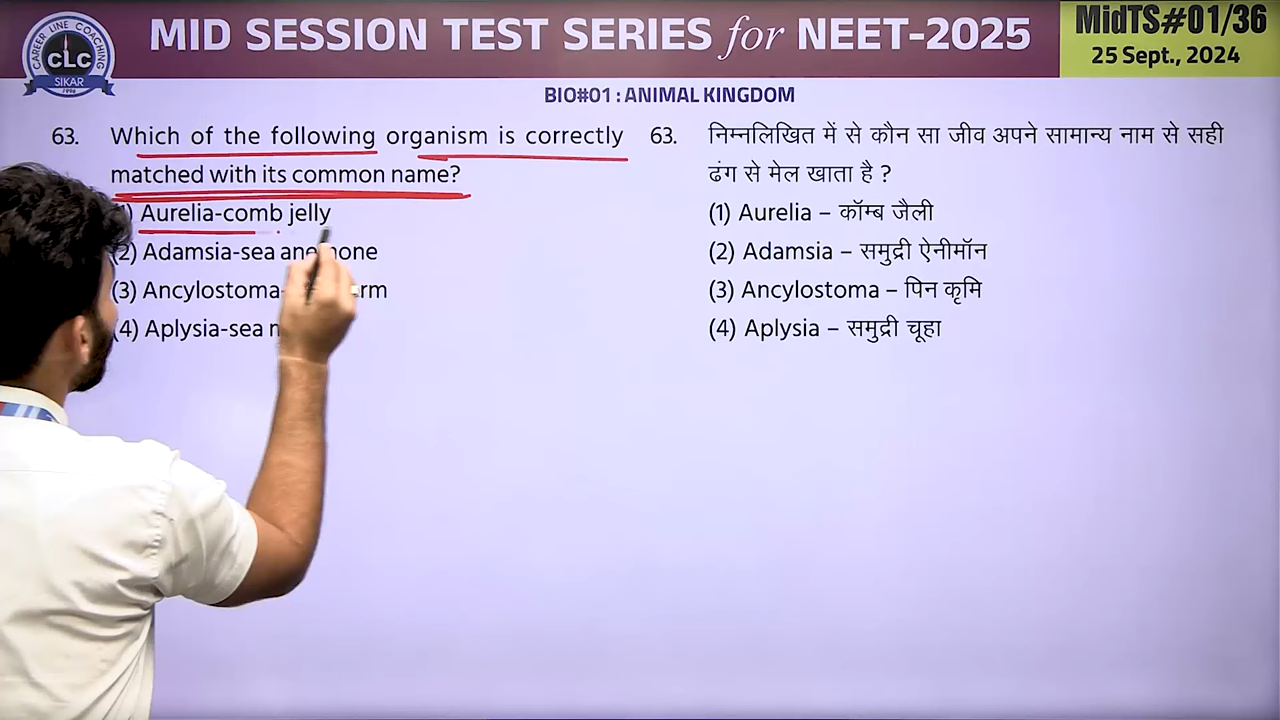 CAREER LINE COACHING
CLC
SIKAR
1996
MID SESSION TEST SERIES for NEET-2025
MidTS#01/36
25 Sept., 2024
BIO#01 : ANIMAL KINGDOM
63. Which of the following organism is correctly
matched with its common name?
Aurelia-comb jelly
(2) Adamsia-sea
(3) Ancylostoma-
(4) Aplysia-sea
63. निम्नलिखित में से कौन सा जीव अपने सामान्य नाम से सही
ढंग से मेल खाता है ?
(1) Aurelia – कॉम्ब जैली
(2) Adamsia – समुद्री ऐनीमॉन
(3) Ancylostoma – पिन कृमि
(4) Aplysia – समुद्री चूहा